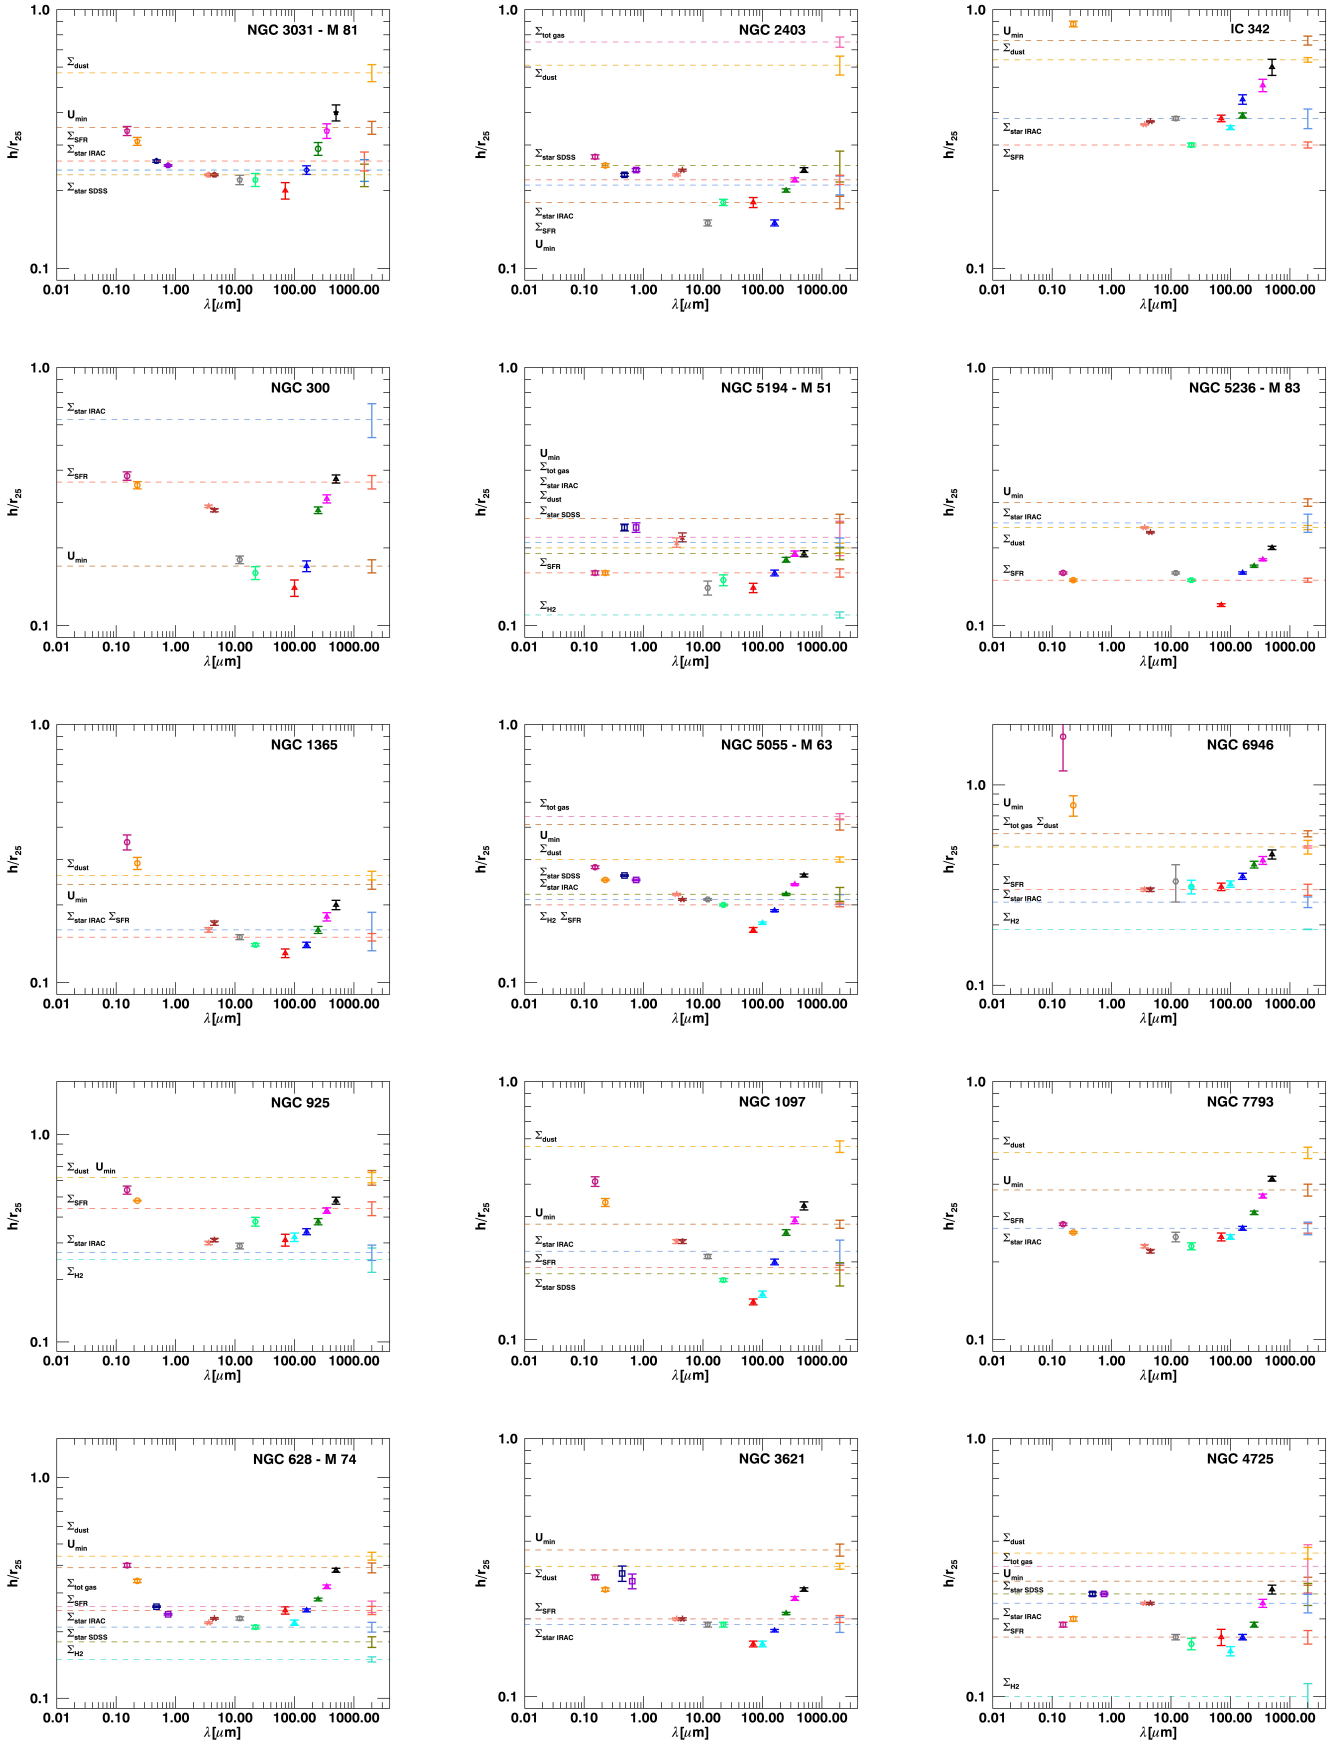 NGC 3031 - M 81
1.0
Σdust
Umin
ΣSFR
Σstar IRAC
Σstar SDSS
0.1
h/r25
0.01 0.10 1.00 10.00 100.00 1000.00
λ[μm]
NGC 2403
1.0
Σtot gas
Σdust
Σstar SDSS
Σstar IRAC
ΣSFR
Umin
0.1
h/r25
0.01 0.10 1.00 10.00 100.00 1000.00
λ[μm]
IC 342
1.0
Umin
Σdust
Σstar IRAC
ΣSFR
0.1
h/r25
0.01 0.10 1.00 10.00 100.00 1000.00
λ[μm]
NGC 300
1.0
Σstar IRAC
ΣSFR
Umin
0.1
h/r25
0.01 0.10 1.00 10.00 100.00 1000.00
λ[μm]
NGC 5194 - M 51
1.0
Umin
Σtot gas
Σstar IRAC
Σdust
Σstar SDSS
ΣSFR
ΣH2
0.1
h/r25
0.01 0.10 1.00 10.00 100.00 1000.00
λ[μm]
NGC 5236 - M 83
1.0
Umin
Σstar IRAC
Σdust
ΣSFR
0.1
h/r25
0.01 0.10 1.00 10.00 100.00 1000.00
λ[μm]
NGC 1365
1.0
Σdust
Umin
Σstar IRAC ΣSFR
0.1
h/r25
0.01 0.10 1.00 10.00 100.00 1000.00
λ[μm]
NGC 5055 - M 63
1.0
Σtot gas
Umin
Σdust
Σstar SDSS
Σstar IRAC
ΣH2 ΣSFR
0.1
h/r25
0.01 0.10 1.00 10.00 100.00 1000.00
λ[μm]
NGC 6946
1.0
Umin
Σtot gas Σdust
ΣSFR
Σstar IRAC
ΣH2
0.1
h/r25
0.01 0.10 1.00 10.00 100.00 1000.00
λ[μm]
NGC 925
1.0
Σdust Umin
ΣSFR
Σstar IRAC
ΣH2
0.1
h/r25
0.01 0.10 1.00 10.00 100.00 1000.00
λ[μm]
NGC 1097
1.0
Σdust
Umin
Σstar IRAC
ΣSFR
Σstar SDSS
0.1
h/r25
0.01 0.10 1.00 10.00 100.00 1000.00
λ[μm]
NGC 7793
1.0
Σdust
Umin
ΣSFR
Σstar IRAC
0.1
h/r25
0.01 0.10 1.00 10.00 100.00 1000.00
λ[μm]
NGC 628 - M 74
1.0
Σdust
Umin
Σtot gas
ΣSFR
Σstar IRAC
Σstar SDSS
ΣH2
0.1
h/r25
0.01 0.10 1.00 10.00 100.00 1000.00
λ[μm]
NGC 3621
1.0
Umin
Σdust
ΣSFR
Σstar IRAC
0.1
h/r25
0.01 0.10 1.00 10.00 100.00 1000.00
λ[μm]
NGC 4725
1.0
Σdust
Σtot gas
Umin
Σstar SDSS
Σstar IRAC
ΣSFR
ΣH2
0.1
h/r25
0.01 0.10 1.00 10.00 100.00 1000.00
λ[μm]